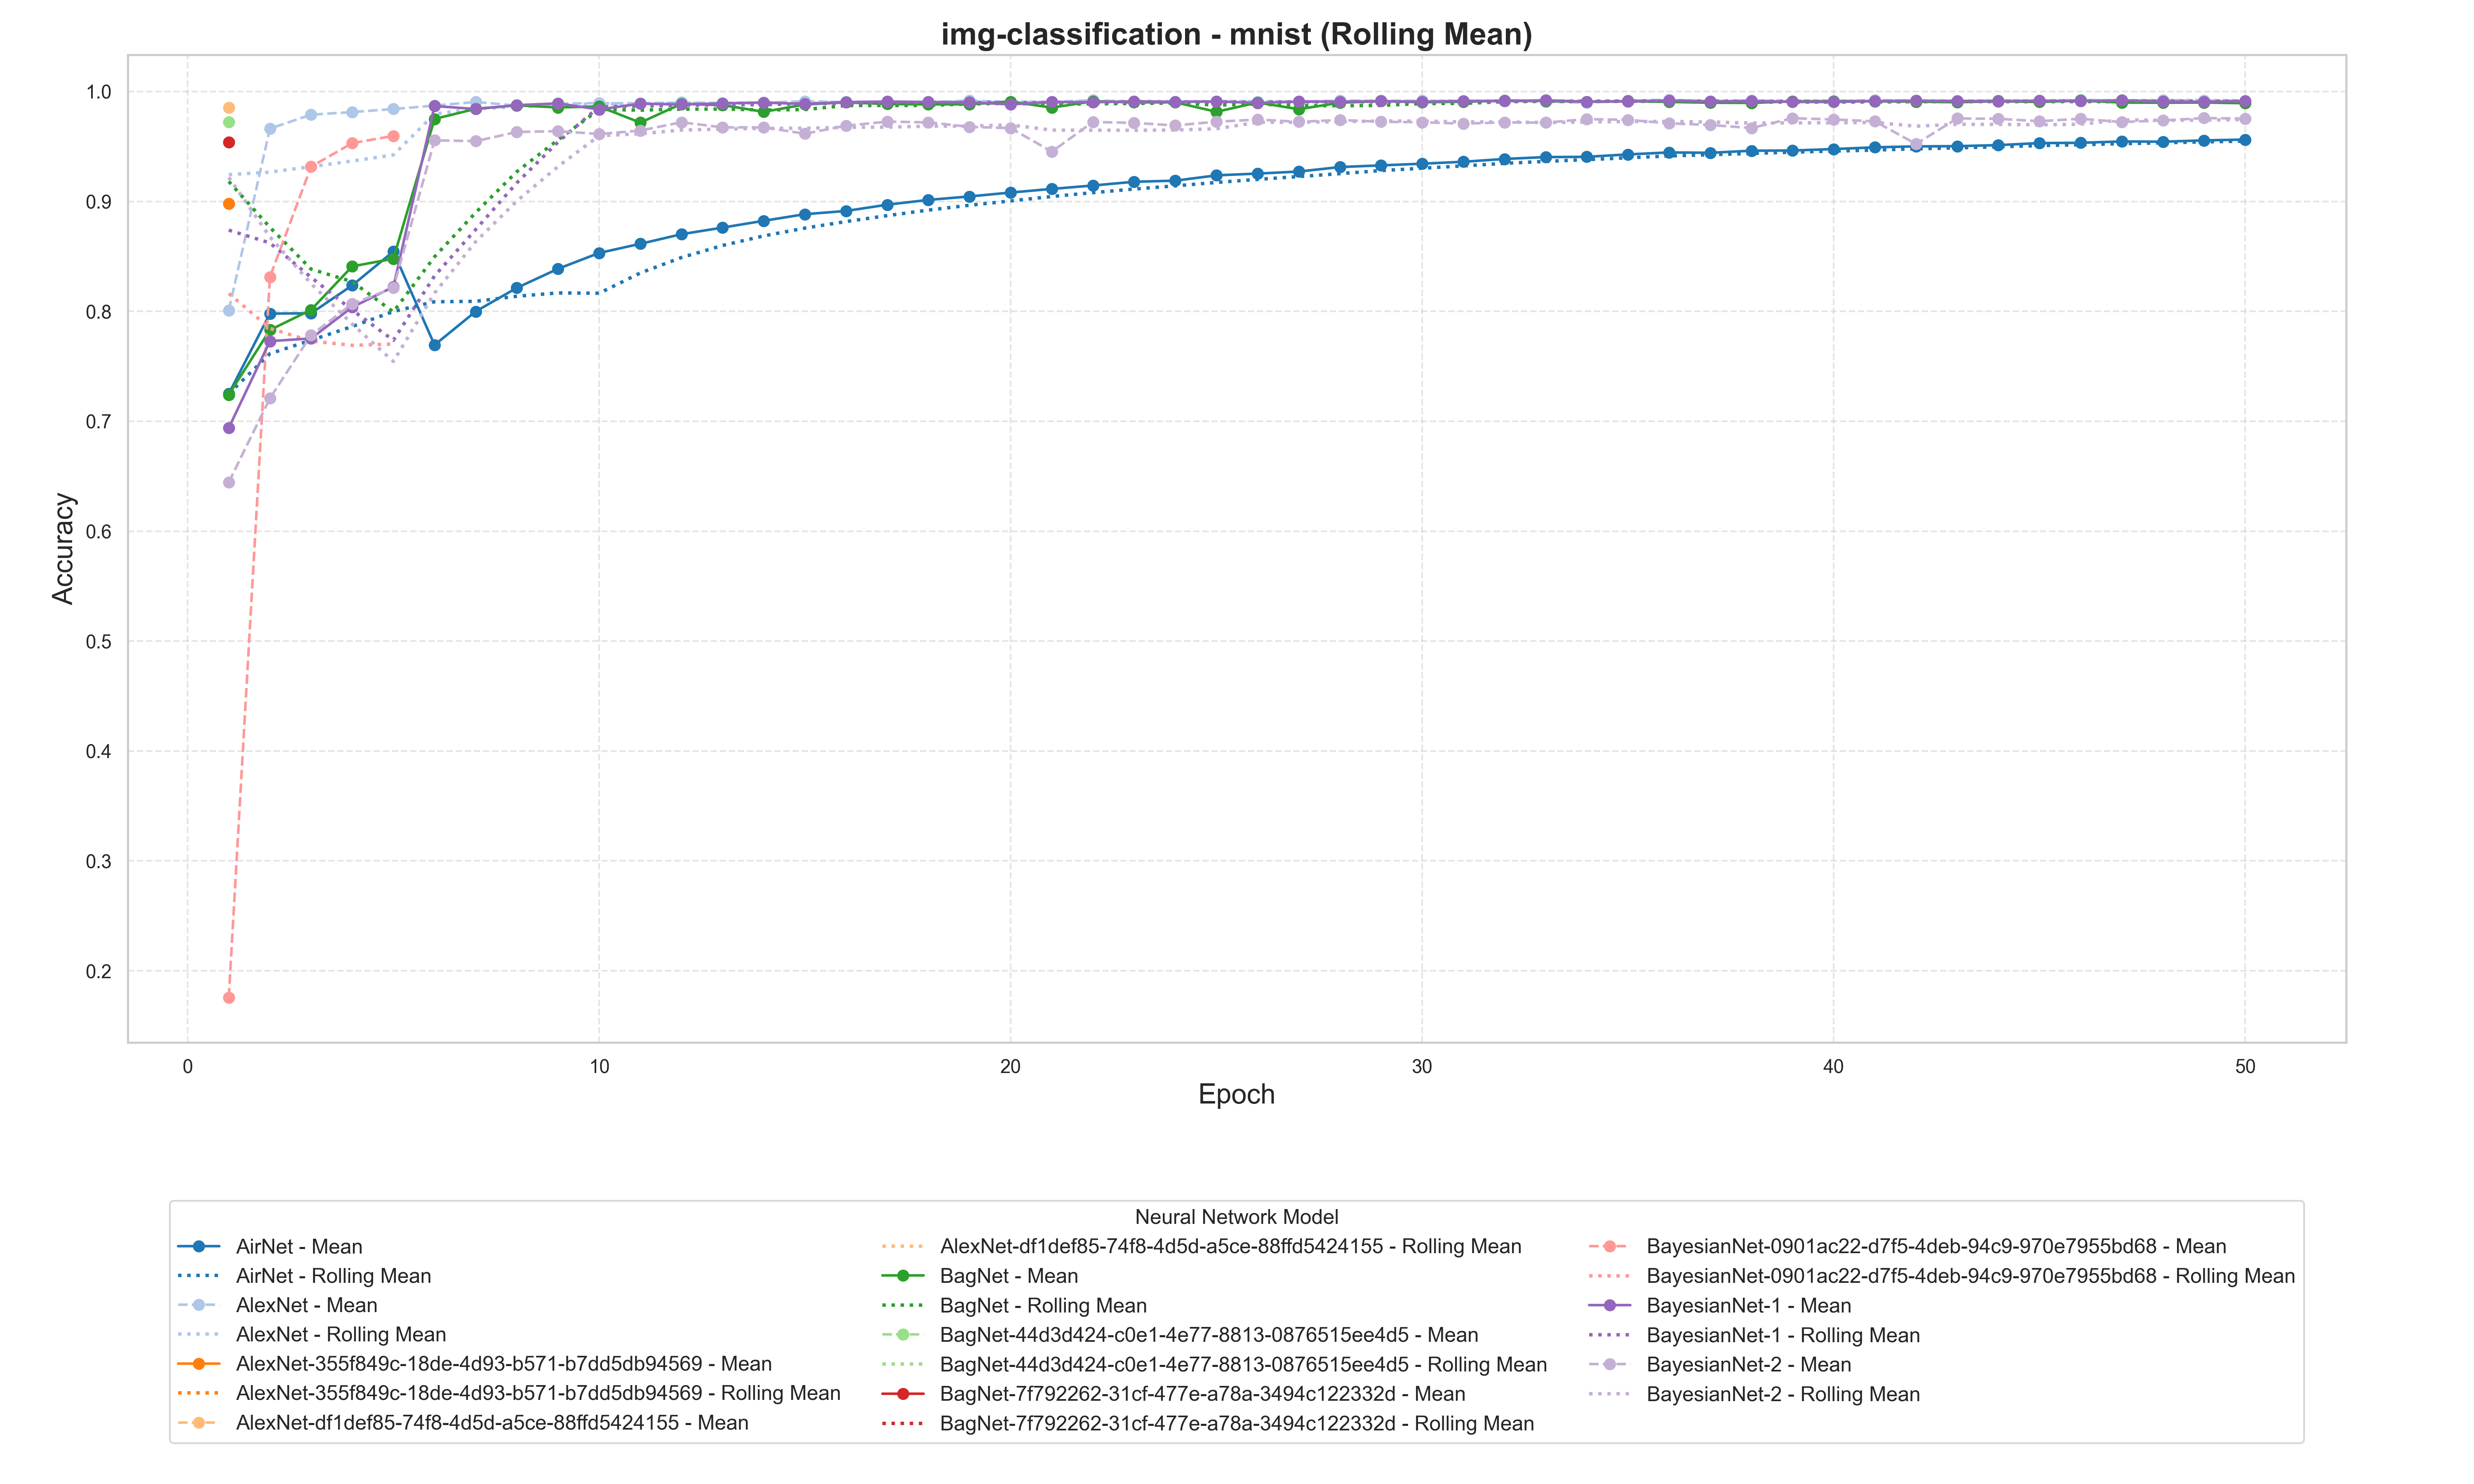 img-classification - mnist (Rolling Mean)
1.0
0.9
0.8
0.7
0.6
0.5
0.4
0.3
0.2
Accuracy
0
10
20
30
40
50
Epoch
Neural Network Model
AirNet - Mean
AirNet - Rolling Mean
AlexNet - Mean
AlexNet - Rolling Mean
AlexNet-355f849c-18de-4d93-b571-b7dd5db94569 - Mean
AlexNet-355f849c-18de-4d93-b571-b7dd5db94569 - Rolling Mean
AlexNet-df1def85-74f8-4d5d-a5ce-88ffd5424155 - Mean
AlexNet-df1def85-74f8-4d5d-a5ce-88ffd5424155 - Rolling Mean
BagNet - Mean
BagNet - Rolling Mean
BagNet-44d3d424-c0e1-4e77-8813-0876515ee4d5 - Mean
BagNet-44d3d424-c0e1-4e77-8813-0876515ee4d5 - Rolling Mean
BagNet-7f792262-31cf-477e-a78a-3494c122332d - Mean
BagNet-7f792262-31cf-477e-a78a-3494c122332d - Rolling Mean
BayesianNet-0901ac22-d7f5-4deb-94c9-970e7955bd68 - Mean
BayesianNet-0901ac22-d7f5-4deb-94c9-970e7955bd68 - Rolling Mean
BayesianNet-1 - Mean
BayesianNet-1 - Rolling Mean
BayesianNet-2 - Mean
BayesianNet-2 - Rolling Mean